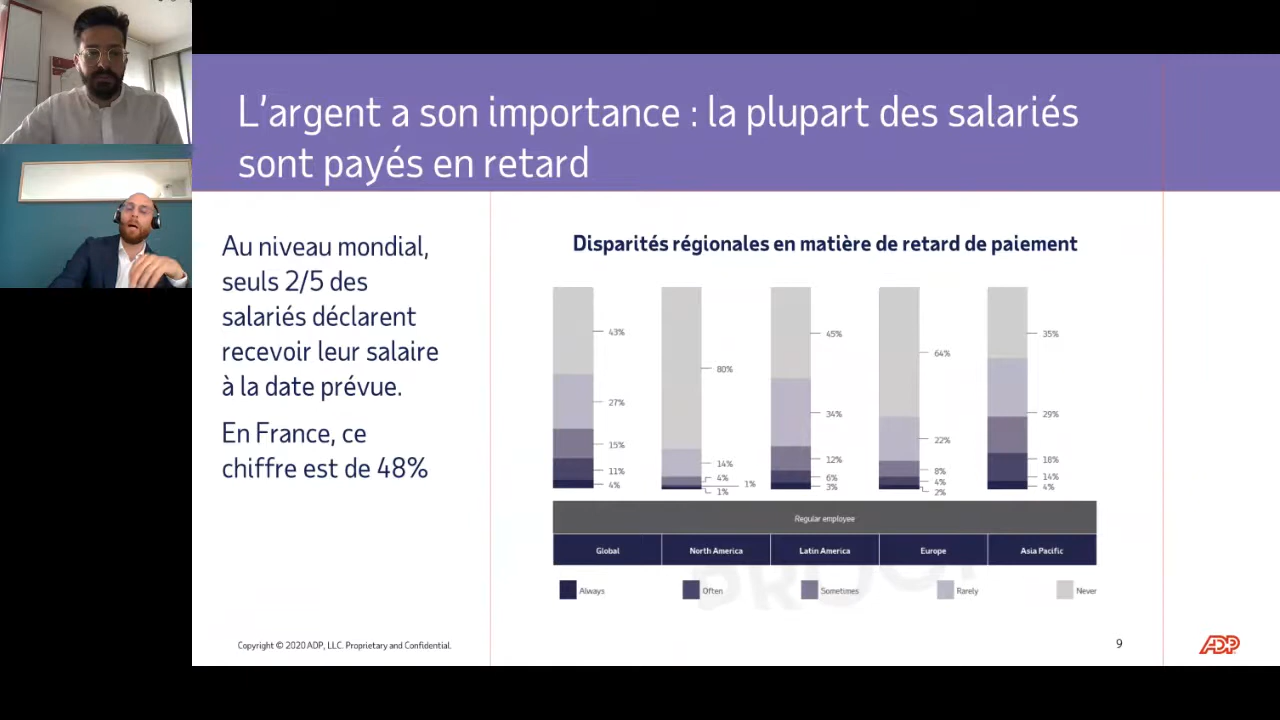 L'argent a son importance : la plupart des salariés
sont payés en retard
Au niveau mondial,
seuls 2/5 des
salariés déclarent
recevoir leur salaire
à la date prévue.
En France, ce
chiffre est de 48%
Disparités régionales en matière de retard de paiement
43%
27%
15%
11%
4%
80%
14%
4%
1%
1%
45%
34%
12%
6%
3%
64%
22%
8%
4%
2%
35%
29%
18%
14%
4%
Regular employee
Global North America Latin America Europe Asia Pacific
Always Often Sometimes Rarely Never
PROOF
Copyright © 2020 ADP, LLC. Proprietary and Confidential.
9
ADP